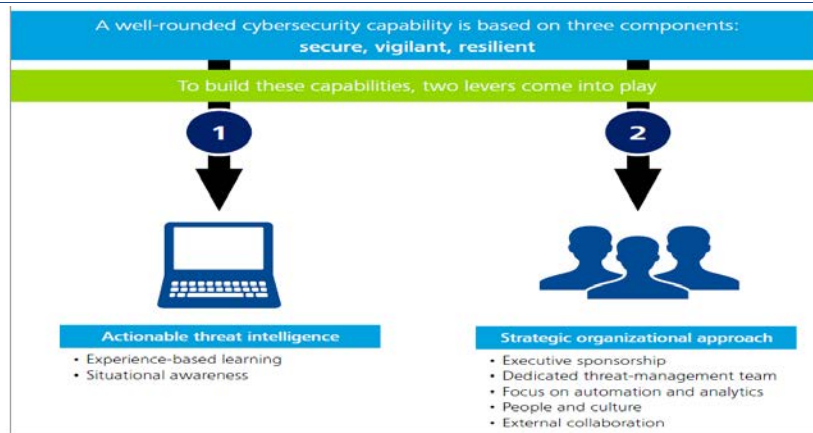 A well-rounded cybersecurity capability is based on three components:
secure, vigilant, resilient
To build these capabilities, two levers come into play
1
2
Actionable threat intelligence
• Experience-based learning
• Situational awareness
Strategic organizational approach
• Executive sponsorship
• Dedicated threat-management team
• Focus on automation and analytics
• People and culture
• External collaboration